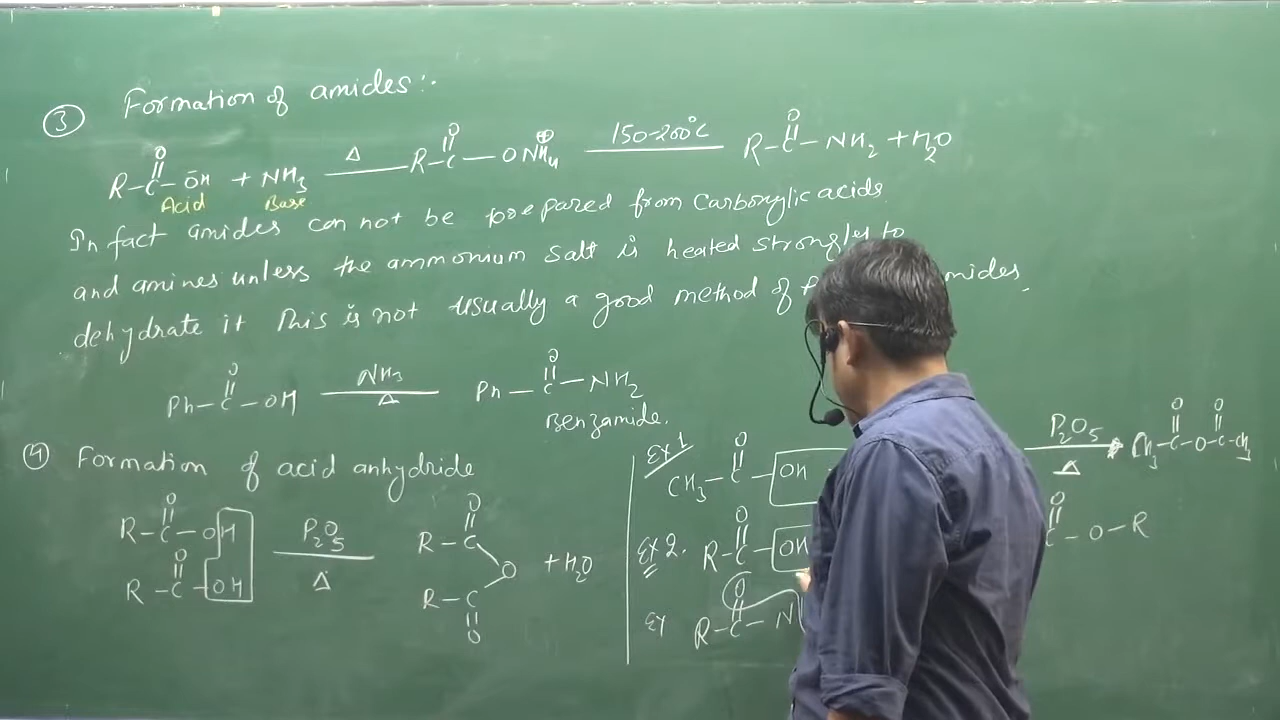 ③ Formation of amides:-
R-C(=O)-OH + NH3 —Δ→ R-C(=O)-ONH4⊕ —150-200°C→ R-C(=O)-NH2 + H2O
Acid Base
In fact amides can not be prepared from Carboxylic acids
and amines unless the ammonium salt is heated strongly to
dehydrate it This is not usually a good method of
Ph-C(=O)-OH —NH3/Δ→ Ph-C(=O)-NH2
Benzamide.
④ Formation of acid anhydride
R-C(=O)-OH
R-C(=O)-OH
P2O5
Δ
R-C(=O)
O + H2O
R-C(=O)
Ex 1
CH3-C(=O)-OH
P2O5
Δ
CH3-C(=O)-O-C(=O)-CH3
Ex 2. R-C(=O)-OH
C(=O)-O-R
Ex R-C(=O)-N